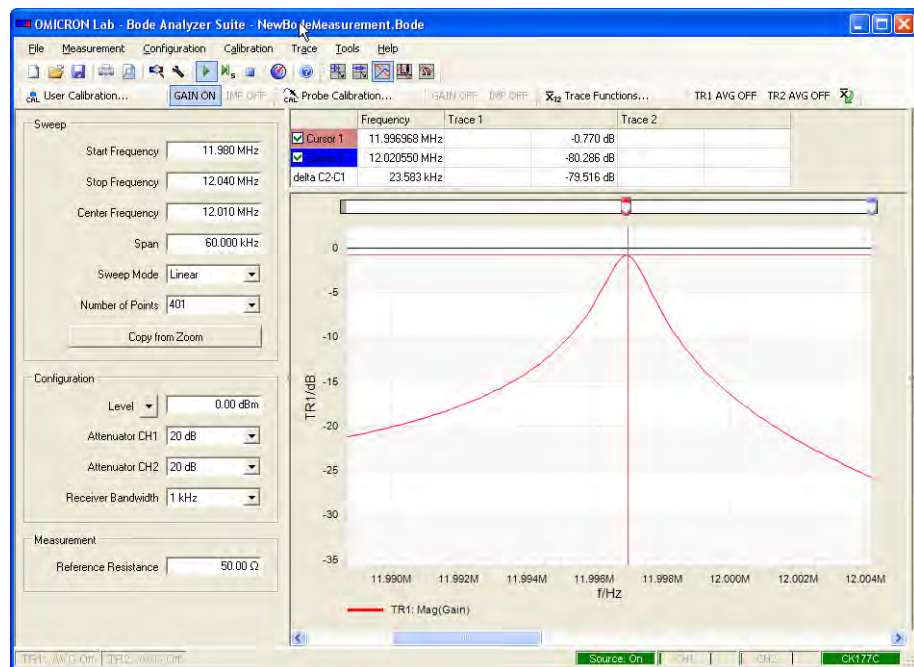 OMICRON Lab - Bode Analyzer Suite - NewBodeMeasurement.Bode
File Measurement Configuration Calibration Trace Tools Help
CAL User Calibration... GAIN ON IMP OFF CAL Probe Calibration... GAIN OFF IMP OFF X12 Trace Functions... TR1 AVG OFF TR2 AVG OFF
Sweep
Start Frequency 11.980 MHz
Stop Frequency 12.040 MHz
Center Frequency 12.010 MHz
Span 60.000 kHz
Sweep Mode Linear
Number of Points 401
Copy from Zoom
Configuration
Level 0.00 dBm
Attenuator CH1 20 dB
Attenuator CH2 20 dB
Receiver Bandwidth 1 kHz
Measurement
Reference Resistance 50.00 Ω
Frequency Trace 1 Trace 2
Cursor 1 11.996968 MHz -0.770 dB
12.020550 MHz -80.286 dB
delta C2-C1 23.583 kHz -79.516 dB
TR1/dB
0
-5
-10
-15
-20
-25
-30
-35
11.990M 11.992M 11.994M 11.996M 11.998M 12.000M 12.002M 12.004M
f/Hz
TR1: Mag(Gain)
TR1: AVG Off TR2: AVG Off Source: On CH1 CH2 CK177C